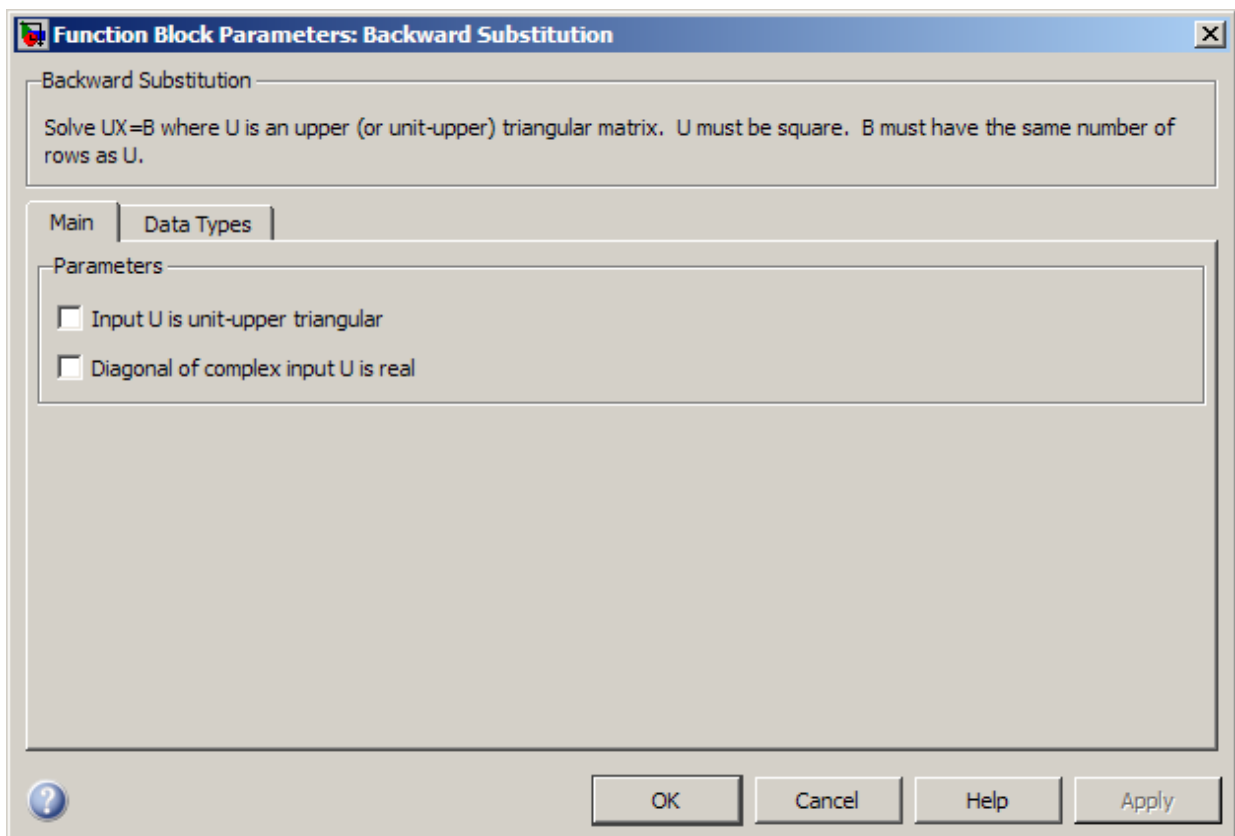 Function Block Parameters: Backward Substitution
Backward Substitution
Solve UX=B where U is an upper (or unit-upper) triangular matrix.  U must be square.  B must have the same number of
rows as U.
Main
Data Types
Parameters
Input U is unit-upper triangular
Diagonal of complex input U is real
OK
Cancel
Help
Apply